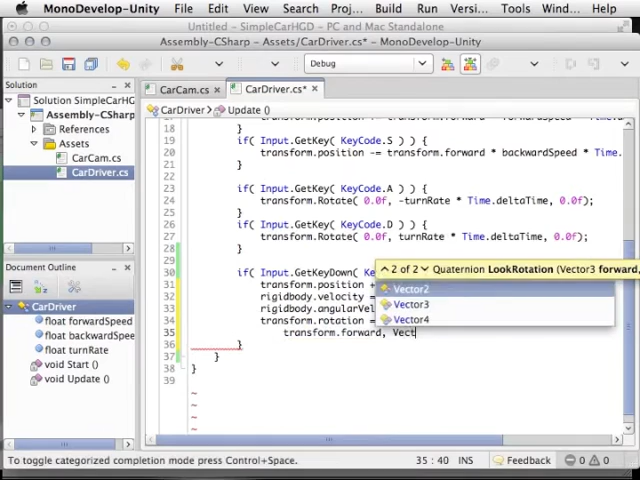 MonoDevelop-Unity File Edit View Search Proj... Build Run Versi... Tools Wind... Help
Untitled - SimpleCarHGD - PC and Mac Standalone
Assembly-CSharp - Assets/CarDriver.cs* - MonoDevelop-Unity
Debug
Solution
Solution SimpleCarHG
Assembly-CSharp
References
Assets
CarCam.cs
CarDriver.cs
Document Outline
CarDriver
float forwardSpeed
float backwardSpeed
float turnRate
void Start ()
void Update ()
CarCam.cs
CarDriver.cs*
CarDriver
Update ()
18 }
19 if( Input.GetKey( KeyCode.S ) ) {
20 transform.position -= transform.forward * backwardSpeed * Time.
21 }
22
23 if( Input.GetKey( KeyCode.A ) ) {
24 transform.Rotate( 0.0f, -turnRate * Time.deltaTime, 0.0f);
25 }
26 if( Input.GetKey( KeyCode.D ) ) {
27 transform.Rotate( 0.0f, turnRate * Time.deltaTime, 0.0f);
28 }
29
30 if( Input.GetKeyDown( Ke
31 transform.position +
32 rigidbody.velocity =
33 rigidbody.angularVel
34 transform.rotation =
35 transform.forward, Vect
36 }
37 }
38 }
39
~
~
~
~
2 of 2 Quaternion LookRotation (Vector3 forward,
Vector2
Vector3
Vector4
To toggle categorized completion mode press Control+Space.
35 : 40 INS
Feedback